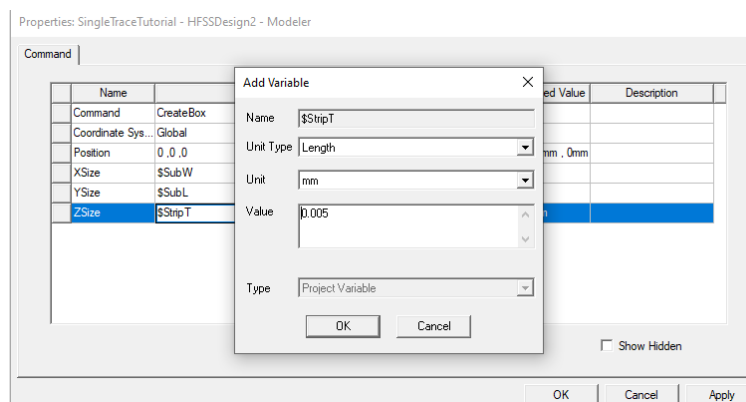 Properties: SingleTraceTutorial - HFSSDesign2 - Modeler
Command
Name ed Value Description
Command CreateBox
Coordinate Sys... Global
Position 0 ,0 ,0 mm , 0mm
XSize $SubW
YSize $SubL
ZSize $StripT
Add Variable
Name $StripT
Unit Type Length
Unit mm
Value 0.005
Type Project Variable
OK Cancel
Show Hidden
OK Cancel Apply